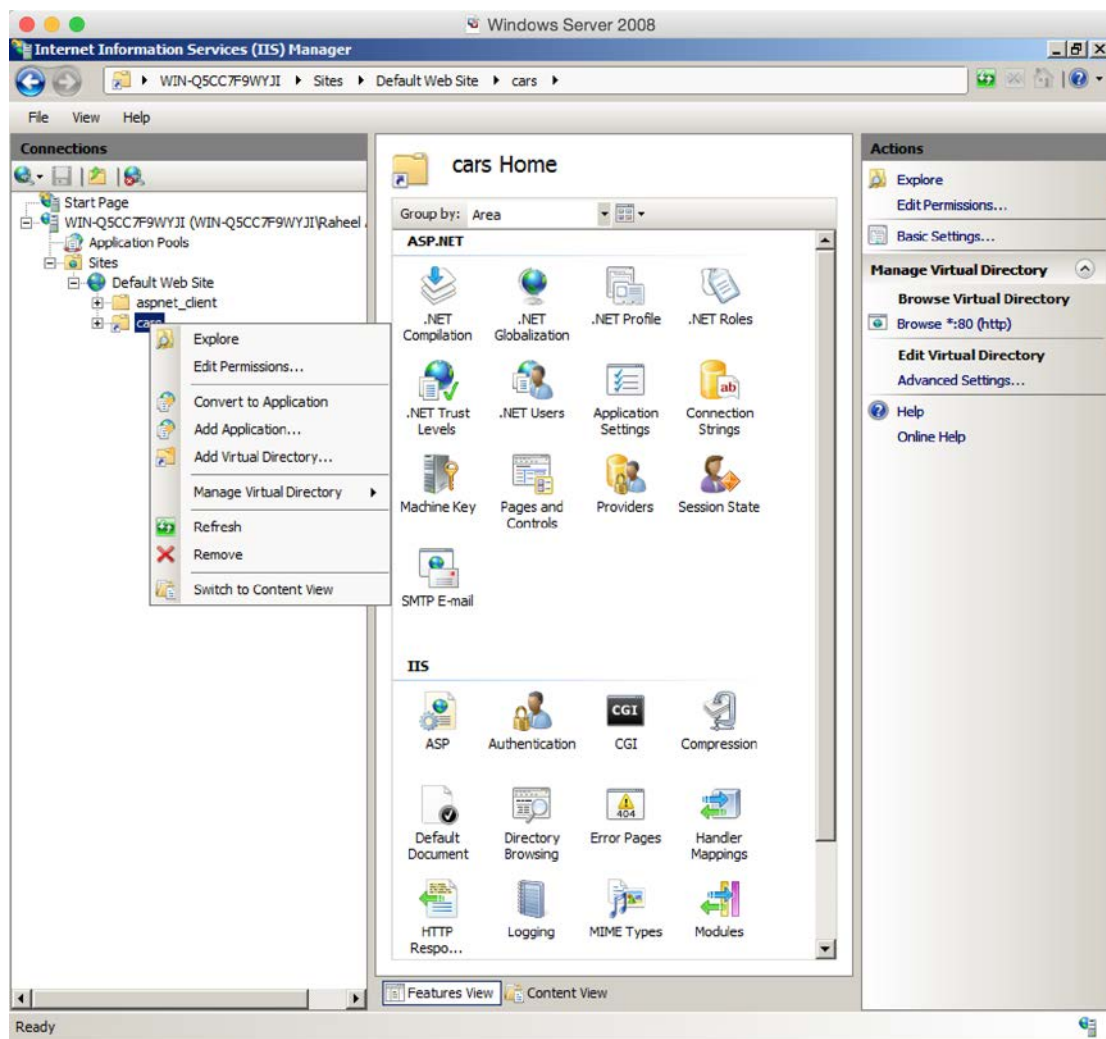 Windows Server 2008
Internet Information Services (IIS) Manager
WIN-Q5CC7F9WYJI Sites Default Web Site cars
File View Help
Connections
Start Page
WIN-Q5CC7F9WYJI (WIN-Q5CC7F9WYJI\Raheel
Application Pools
Sites
Default Web Site
aspnet_client
cars
Explore
Edit Permissions...
Convert to Application
Add Application...
Add Virtual Directory...
Manage Virtual Directory
Refresh
Remove
Switch to Content View
cars Home
Group by: Area
ASP.NET
.NET Compilation
.NET Globalization
.NET Profile
.NET Roles
.NET Trust Levels
.NET Users
Application Settings
Connection Strings
ab
Machine Key
Pages and Controls
Providers
Session State
SMTP E-mail
IIS
ASP
Authentication
CGI
CGI
Compression
Default Document
Directory Browsing
404
Error Pages
Handler Mappings
HTTP Respo...
Logging
MIME Types
Modules
Features View
Content View
Actions
Explore
Edit Permissions...
Basic Settings...
Manage Virtual Directory
Browse Virtual Directory
Browse *:80 (http)
Edit Virtual Directory
Advanced Settings...
Help
Online Help
Ready